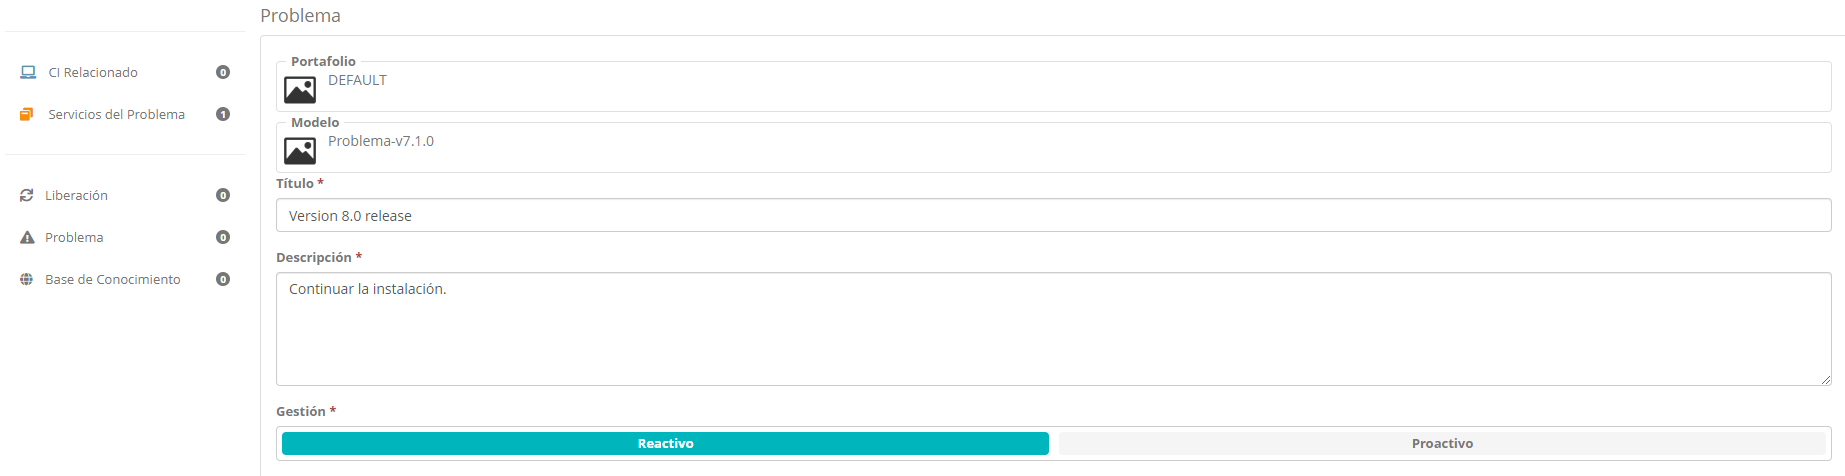 Problema
CI Relacionado 0
Servicios del Problema 1
Liberación 0
Problema 0
Base de Conocimiento 0
Portafolio
DEFAULT
Modelo
Problema-v7.1.0
Título *
Version 8.0 release
Descripción *
Continuar la instalación.
Gestión *
Reactivo Proactivo